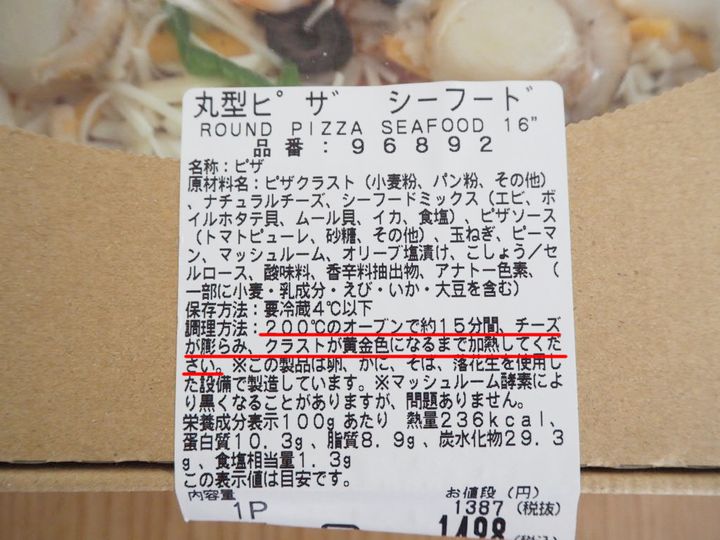 丸型ピザ シーフード
ROUND PIZZA SEAFOOD 16"
品番：96892
名称：ピザ
原材料名：ピザクラスト（小麦粉、パン粉、その他）
、ナチュラルチーズ、シーフードミックス（エビ、ボ
イルホタテ貝、ムール貝、イカ、食塩）、ピザソース
（トマトピューレ、砂糖、その他）、玉ねぎ、ピーマ
ン、マッシュルーム、オリーブ塩漬け、こしょう／セ
ルロース、酸味料、香辛料抽出物、アナトー色素、（
一部に小麦・乳成分・えび・いか・大豆を含む）
保存方法：要冷蔵4℃以下
調理方法：200℃のオーブンで約15分間、チーズ
が膨らみ、クラストが黄金色になるまで加熱してくだ
さい。※この製品は卵、かに、そば、落花生を使用し
た設備で製造しています。※マッシュルーム酵素によ
り黒くなることがありますが、問題ありません。
栄養成分表示100gあたり 熱量236kcal、
蛋白質10.3g、脂質8.9g、炭水化物29.3
g、食塩相当量1.3g
この表示値は目安です。
内容量 お値段（円）
1P 1387（税抜）
1498（税込）